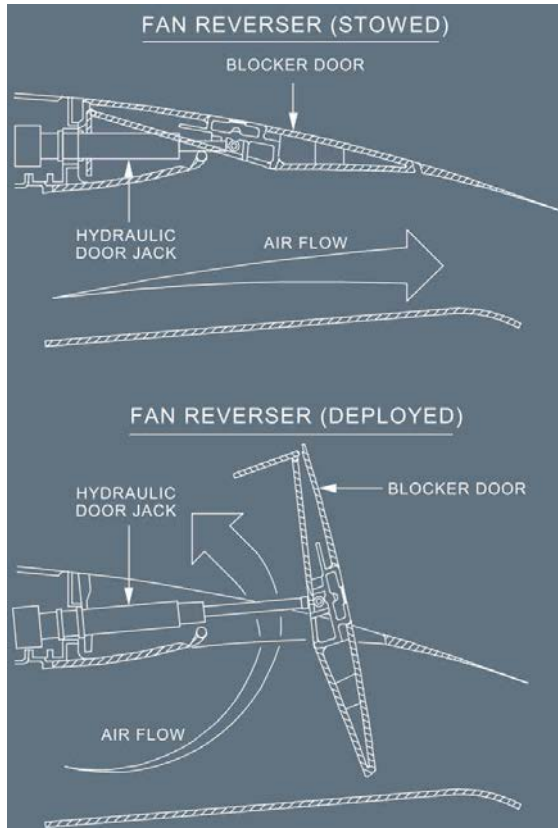 FAN REVERSER (STOWED)
BLOCKER DOOR
HYDRAULIC
DOOR JACK
AIR FLOW
FAN REVERSER (DEPLOYED)
HYDRAULIC
DOOR JACK
BLOCKER DOOR
AIR FLOW